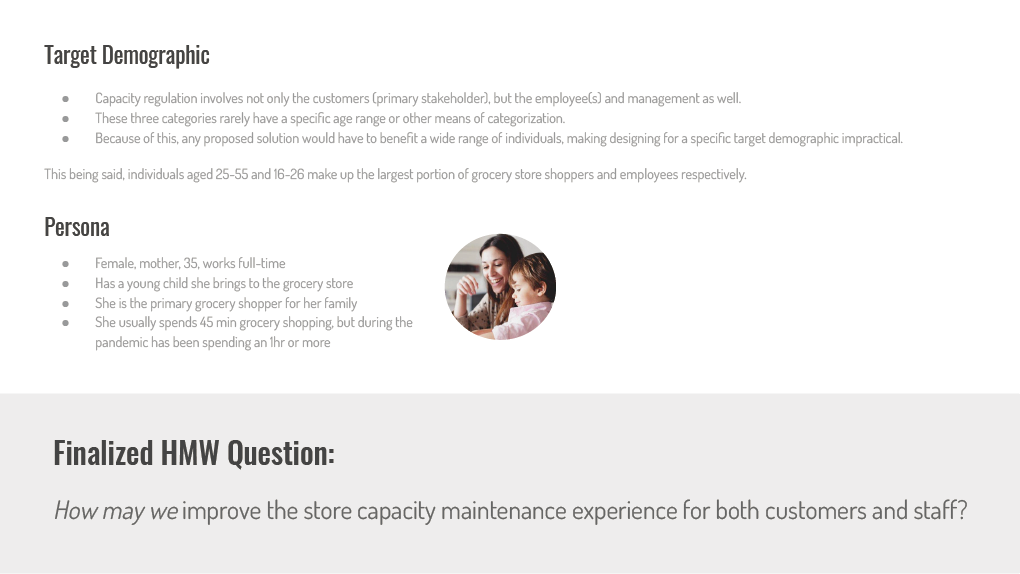 Target Demographic
● Capacity regulation involves not only the customers (primary stakeholder), but the employee(s) and management as well.
● These three categories rarely have a specific age range or other means of categorization.
● Because of this, any proposed solution would have to benefit a wide range of individuals, making designing for a specific target demographic impractical.
This being said, individuals aged 25-55 and 16-26 make up the largest portion of grocery store shoppers and employees respectively.
Persona
● Female, mother, 35, works full-time
● Has a young child she brings to the grocery store
● She is the primary grocery shopper for her family
● She usually spends 45 min grocery shopping, but during the
pandemic has been spending an 1hr or more
Finalized HMW Question:
How may we improve the store capacity maintenance experience for both customers and staff?